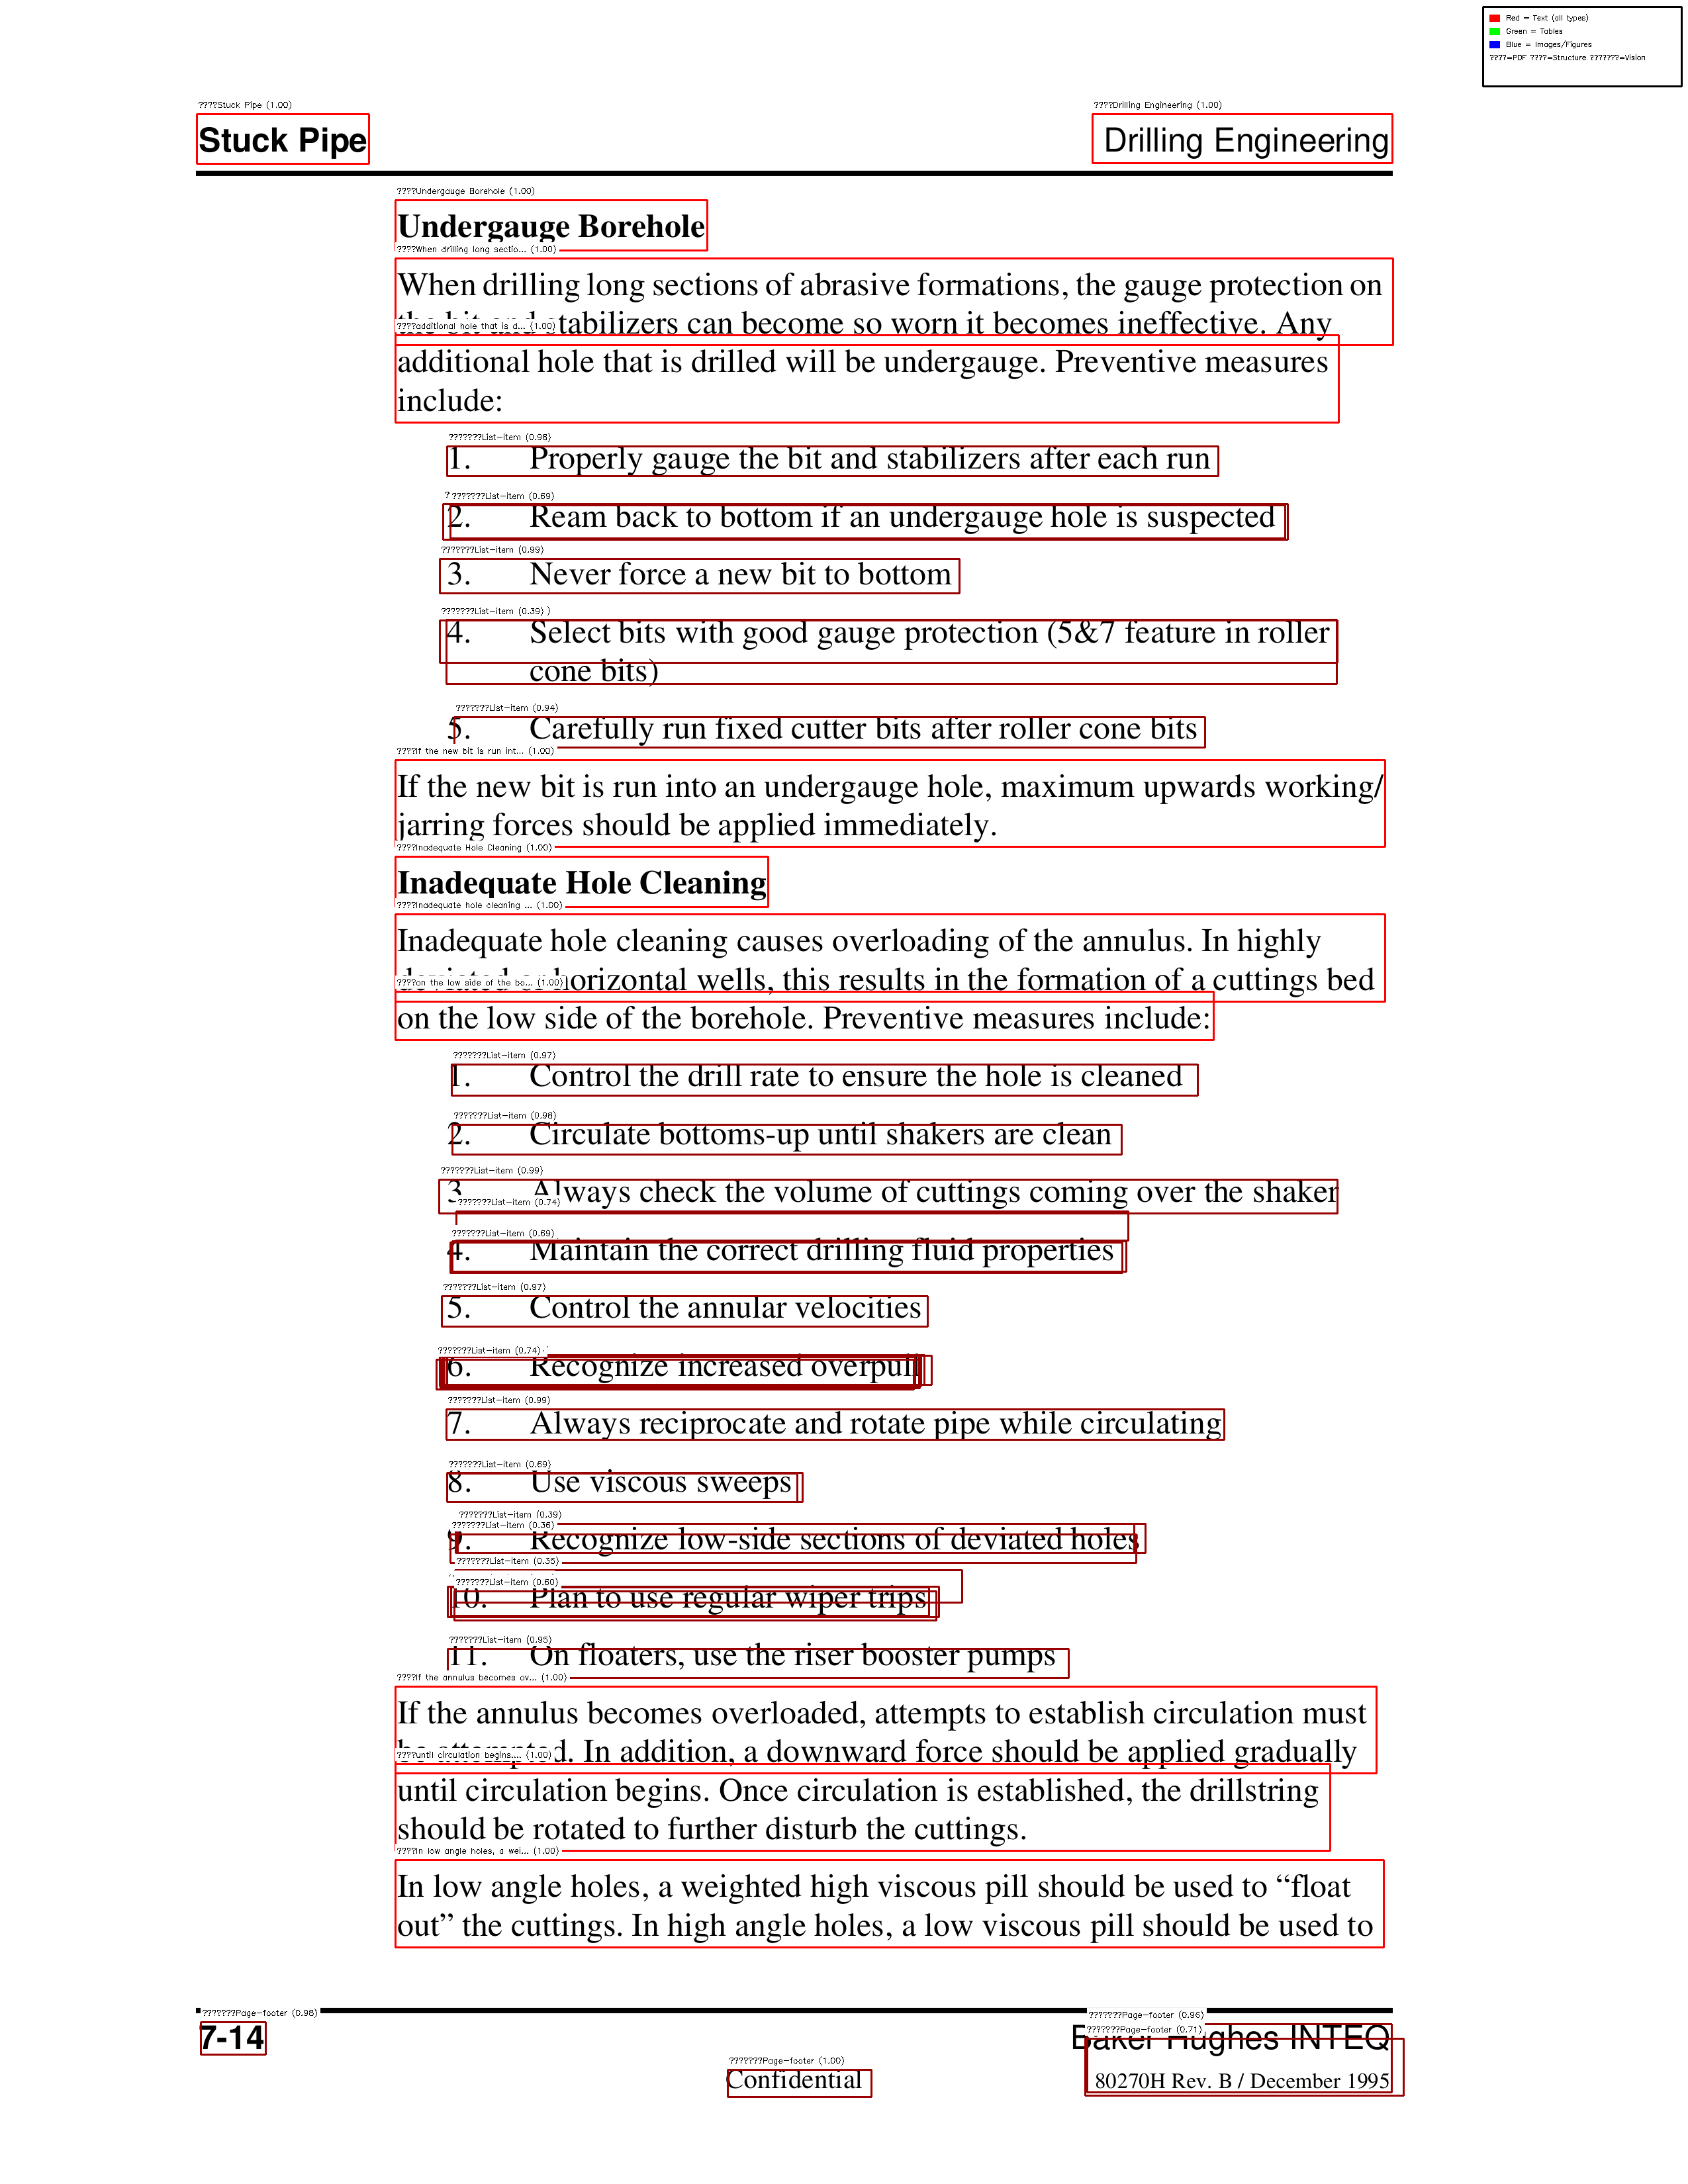 Red = Text (all types)
Green = Tables
Blue = Images/Figures
????=PDF ????=Structure ???????=Vision
????Stuck Pipe (1.00)
????Drilling Engineering (1.00)
Stuck Pipe
Drilling Engineering
????Undergauge Borehole (1.00)
Undergauge Borehole
????When drilling long sectio... (1.00)
When drilling long sections of abrasive formations, the gauge protection on
stabilizers can become so worn it becomes ineffective. Any
????additional hole that is d... (1.00)
additional hole that is drilled will be undergauge. Preventive measures
include:
???????List-item (0.98)
1. Properly gauge the bit and stabilizers after each run
???????List-item (0.69)
2. Ream back to bottom if an undergauge hole is suspected
???????List-item (0.99)
3. Never force a new bit to bottom
???????List-item (0.39) )
4. Select bits with good gauge protection (5&7 feature in roller
cone bits)
???????List-item (0.94)
5. Carefully run fixed cutter bits after roller cone bits
????If the new bit is run int... (1.00)
If the new bit is run into an undergauge hole, maximum upwards working/
jarring forces should be applied immediately.
????Inadequate Hole Cleaning (1.00)
Inadequate Hole Cleaning
????Inadequate hole cleaning ... (1.00)
Inadequate hole cleaning causes overloading of the annulus. In highly
horizontal wells, this results in the formation of a cuttings bed
????on the low side of the bo... (1.00)
on the low side of the borehole. Preventive measures include:
???????List-item (0.97)
1. Control the drill rate to ensure the hole is cleaned
???????List-item (0.98)
2. Circulate bottoms-up until shakers are clean
???????List-item (0.99)
3. Always check the volume of cuttings coming over the shaker
???????List-item (0.74)
???????List-item (0.69)
4. Maintain the correct drilling fluid properties
???????List-item (0.97)
5. Control the annular velocities
???????List-item (0.74)
6. Recognize increased overpull
???????List-item (0.99)
7. Always reciprocate and rotate pipe while circulating
???????List-item (0.69)
8. Use viscous sweeps
???????List-item (0.39)
???????List-item (0.36)
9. Recognize low-side sections of deviated holes
???????List-item (0.35)
???????List-item (0.60)
10. Plan to use regular wiper trips
???????List-item (0.95)
11. On floaters, use the riser booster pumps
????If the annulus becomes ov... (1.00)
If the annulus becomes overloaded, attempts to establish circulation must
be attempted. In addition, a downward force should be applied gradually
????until circulation begins.... (1.00)
until circulation begins. Once circulation is established, the drillstring
should be rotated to further disturb the cuttings.
????In low angle holes, a wei... (1.00)
In low angle holes, a weighted high viscous pill should be used to “float
out” the cuttings. In high angle holes, a low viscous pill should be used to
???????Page-footer (0.98)
???????Page-footer (0.96)
7-14
???????Page-footer (0.71)
Baker Hughes INTEQ
???????Page-footer (1.00)
Confidential
80270H Rev. B / December 1995